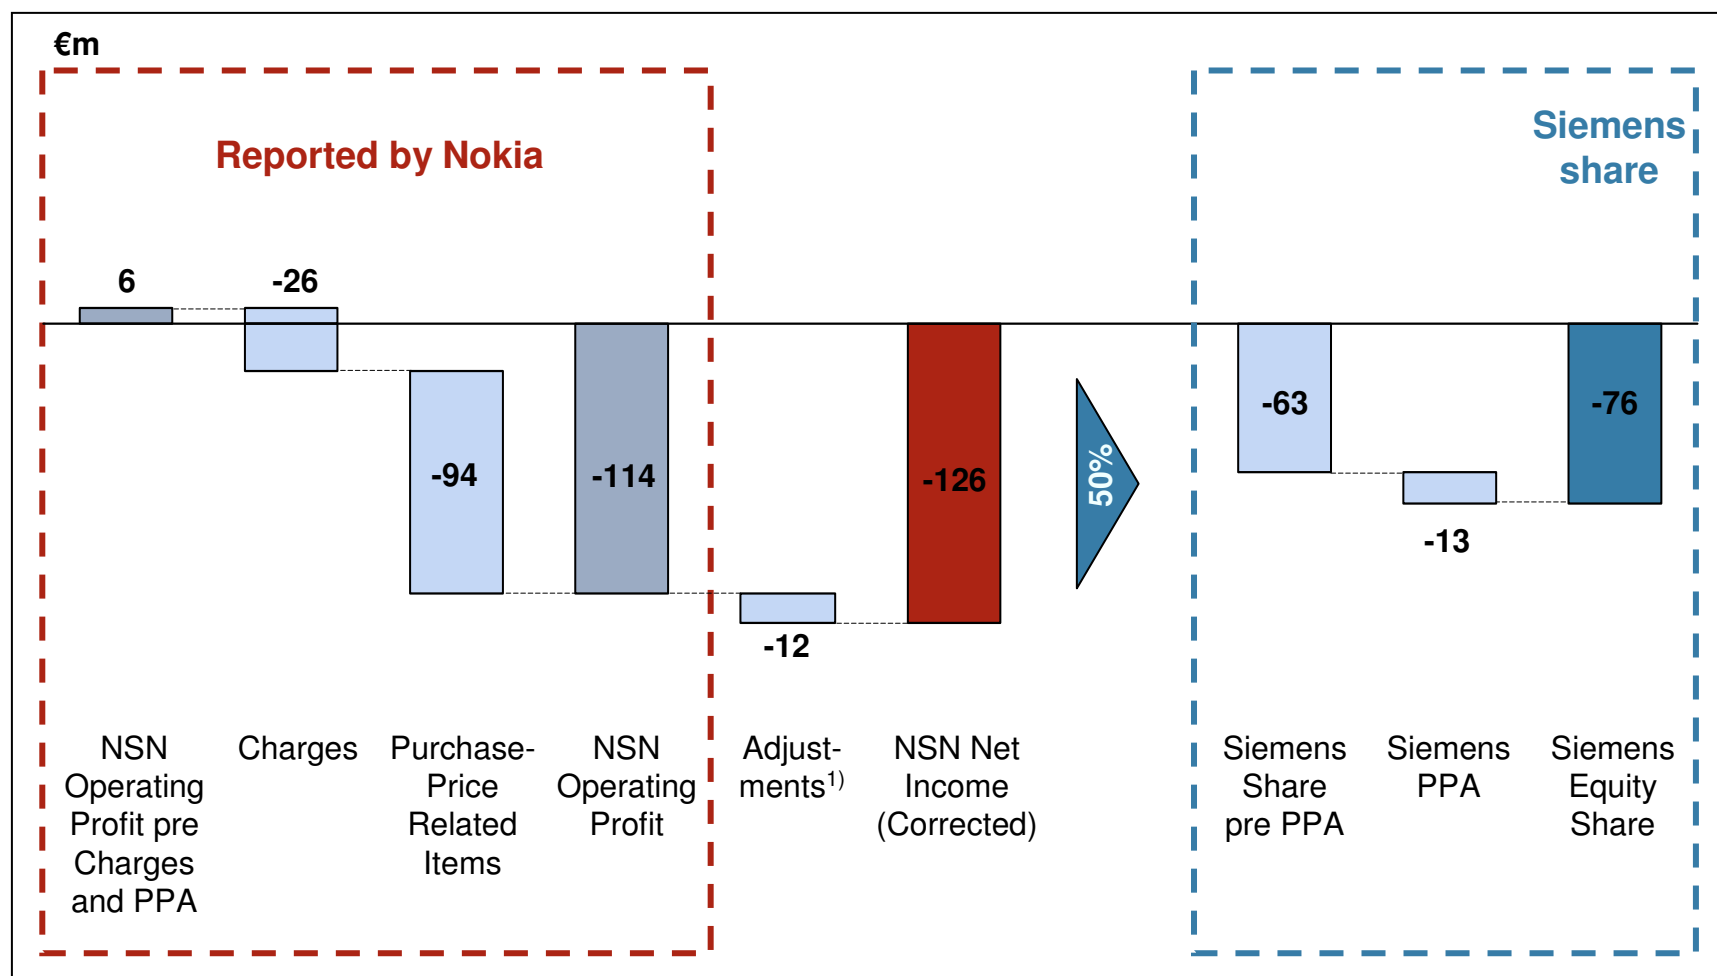 €m
Reported by Nokia
Siemens
share
6
-26
-94
-114
-12
-126
50%
-63
-13
-76
NSN
Operating
Profit pre
Charges
and PPA
Charges
Purchase-
Price
Related
Items
NSN
Operating
Profit
Adjust-
ments1)
NSN Net
Income
(Corrected)
Siemens
Share
pre PPA
Siemens
PPA
Siemens
Equity
Share